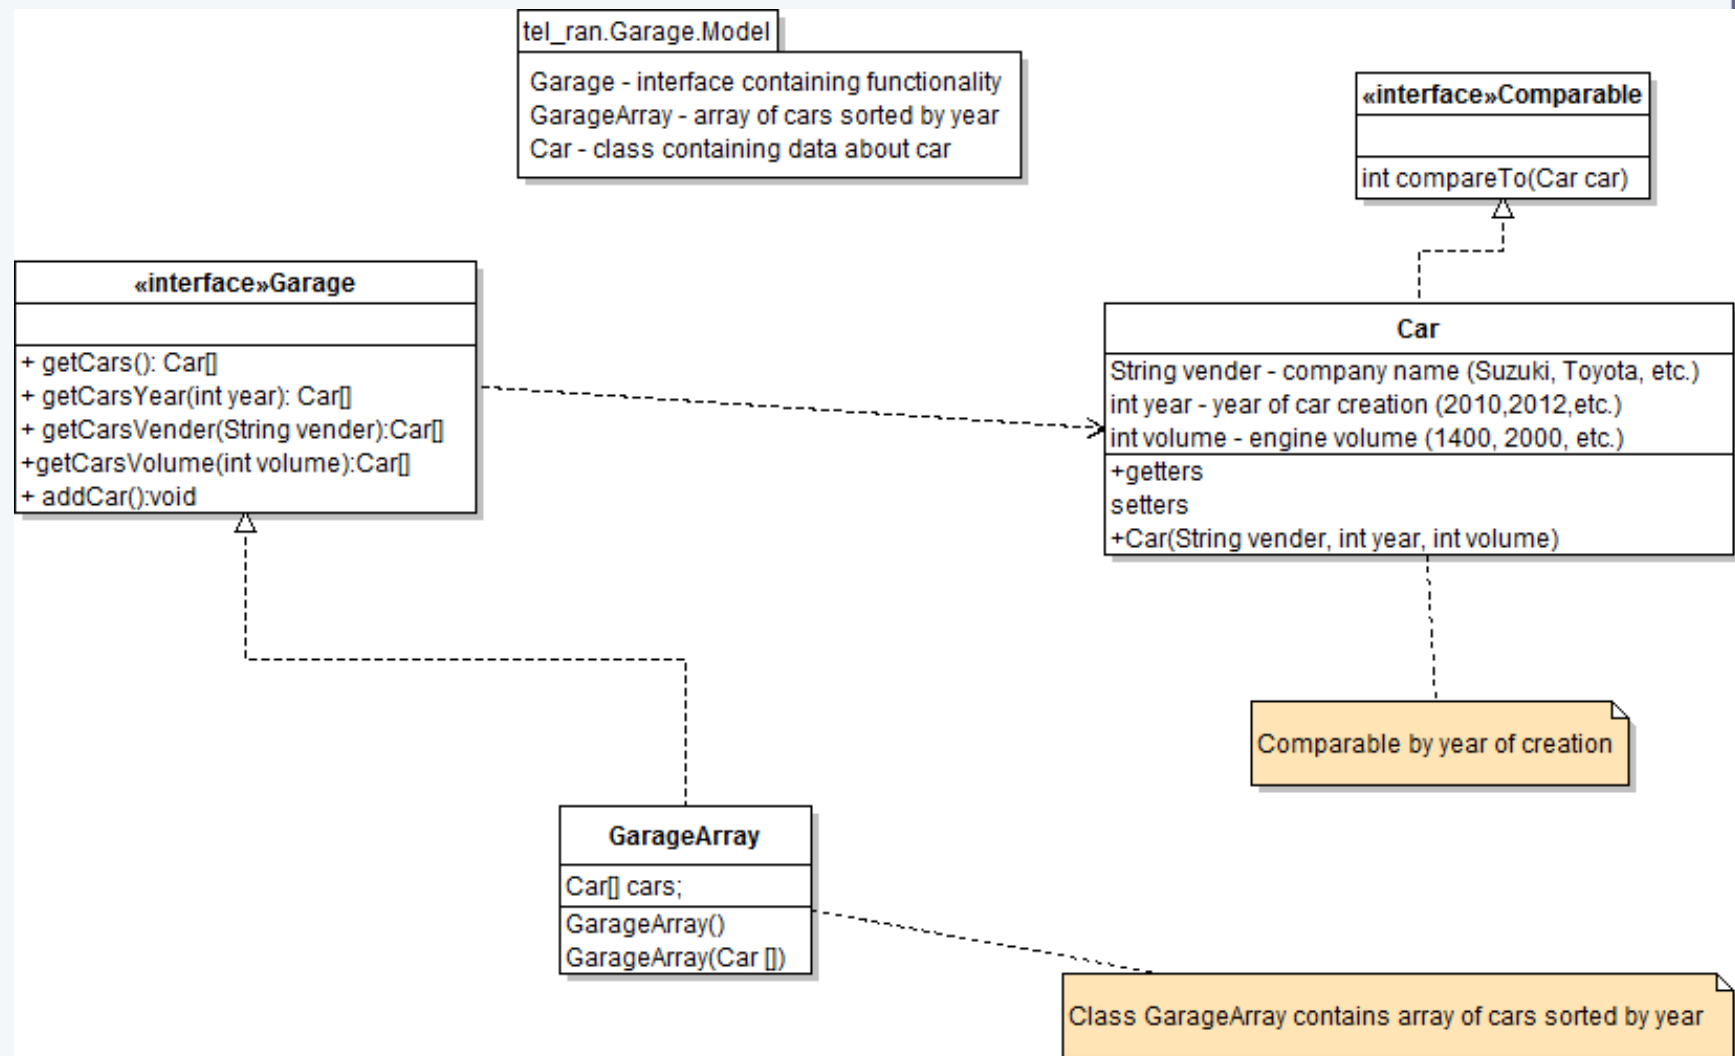 tel_ran.Garage.Model
Garage - interface containing functionality
GarageArray - array of cars sorted by year
Car - class containing data about car
«interface»Comparable
int compareTo(Car car)
«interface»Garage
+ getCars(): Car[]
+ getCarsYear(int year): Car[]
+ getCarsVender(String vender):Car[]
+getCarsVolume(int volume):Car[]
+ addCar():void
Car
String vender - company name (Suzuki, Toyota, etc.)
int year - year of car creation (2010,2012,etc.)
int volume - engine volume (1400, 2000, etc.)
+getters
setters
+Car(String vender, int year, int volume)
Comparable by year of creation
GarageArray
Car[] cars;
GarageArray()
GarageArray(Car [])
Class GarageArray contains array of cars sorted by year